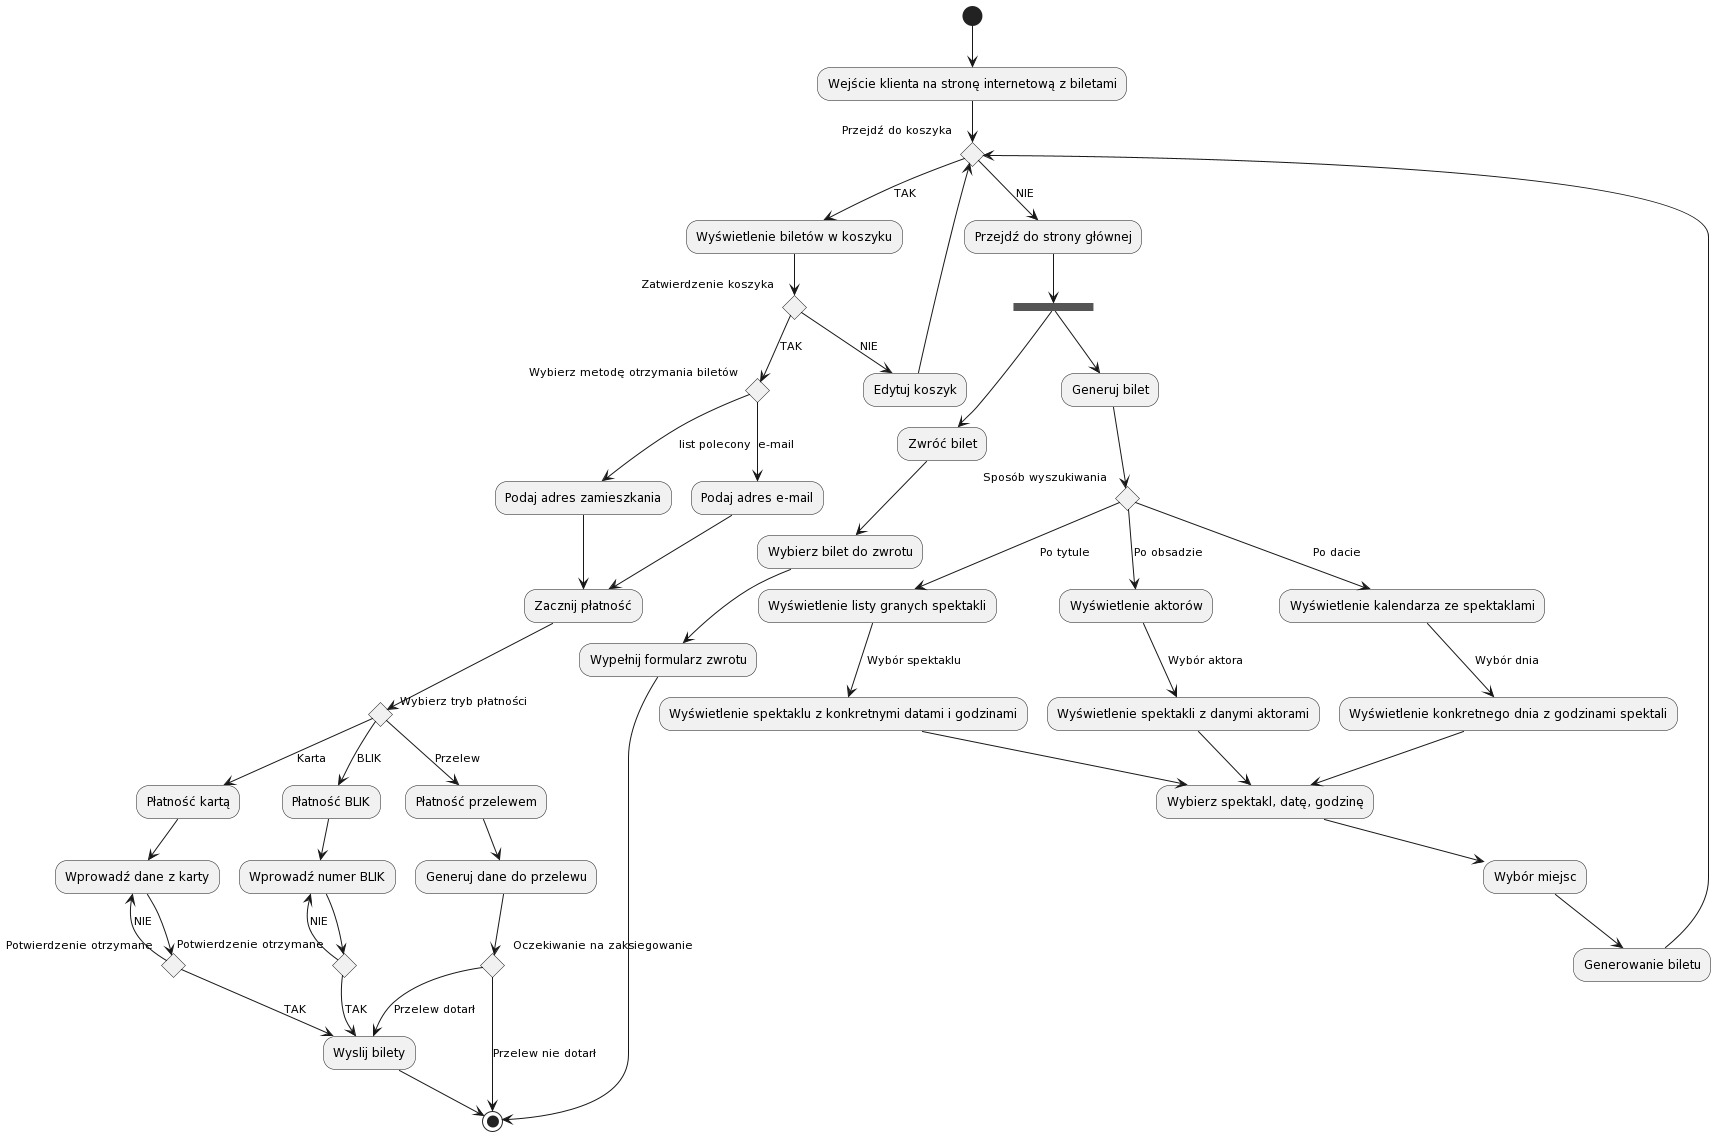 Wejście klienta na stronę internetową z biletami
Przejdź do koszyka
TAK
NIE
Wyświetlenie biletów w koszyku
Przejdź do strony głównej
Zatwierdzenie koszyka
TAK
NIE
Wybierz metodę otrzymania biletów
Edytuj koszyk
Generuj bilet
list polecony
e-mail
Zwróć bilet
Sposób wyszukiwania
Podaj adres zamieszkania
Podaj adres e-mail
Wybierz bilet do zwrotu
Po tytule
Po obsadzie
Po dacie
Zacznij płatność
Wyświetlenie listy granych spektakli
Wyświetlenie aktorów
Wyświetlenie kalendarza ze spektaklami
Wypełnij formularz zwrotu
Wybór spektaklu
Wybór aktora
Wybór dnia
Wybierz tryb płatności
Wyświetlenie spektaklu z konkretnymi datami i godzinami
Wyświetlenie spektakli z danymi aktorami
Wyświetlenie konkretnego dnia z godzinami spektali
Karta
BLIK
Przelew
Płatność kartą
Płatność BLIK
Płatność przelewem
Wybierz spektakl, datę, godzinę
Wprowadź dane z karty
Wprowadź numer BLIK
Generuj dane do przelewu
Wybór miejsc
NIE
NIE
Potwierdzenie otrzymane
Potwierdzenie otrzymane
Oczekiwanie na zaksiegowanie
Generowanie biletu
TAK
TAK
Przelew dotarł
Wyslij bilety
Przelew nie dotarł